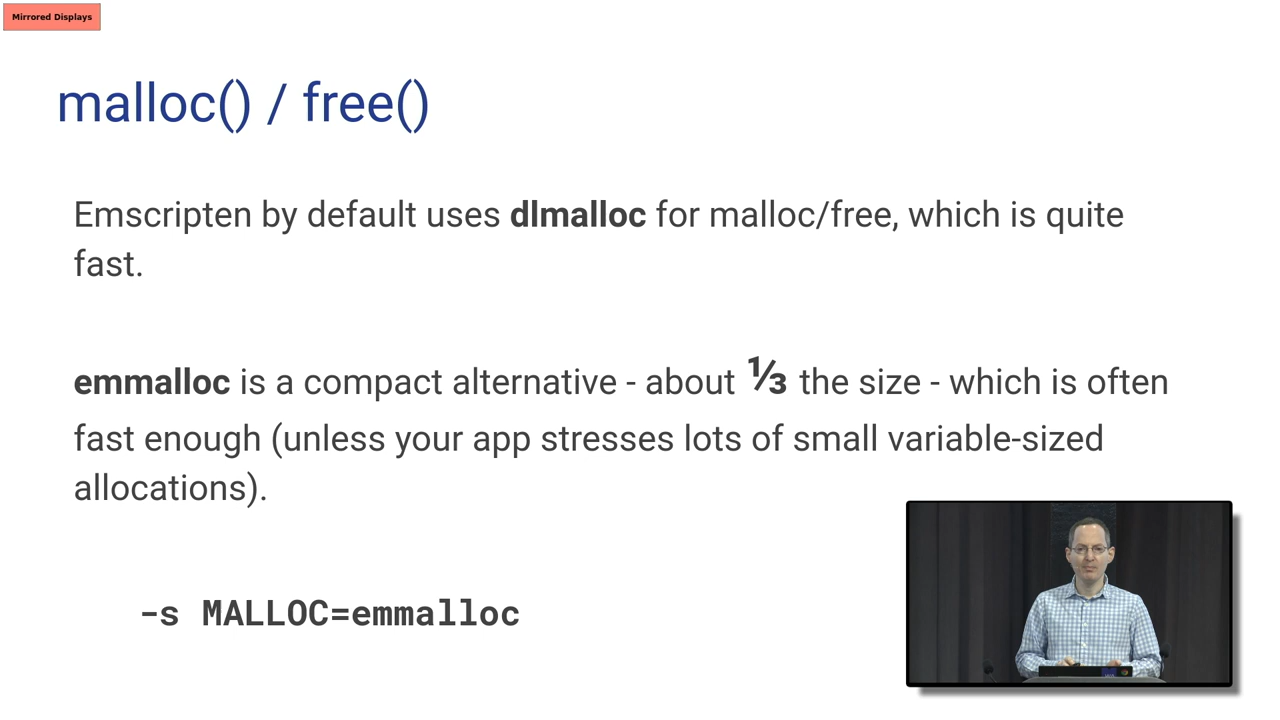 Mirrored Displays
malloc() / free()
Emscripten by default uses dlmalloc for malloc/free, which is quite
fast.
emmalloc is a compact alternative - about ⅓ the size - which is often
fast enough (unless your app stresses lots of small variable-sized
allocations).
-s MALLOC=emmalloc